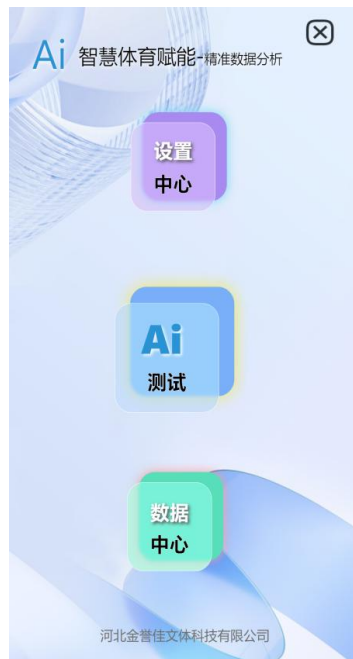 Ai 智慧体育赋能-精准数据分析
设置
中心
Ai
测试
数据
中心
河北金誉佳文体科技有限公司